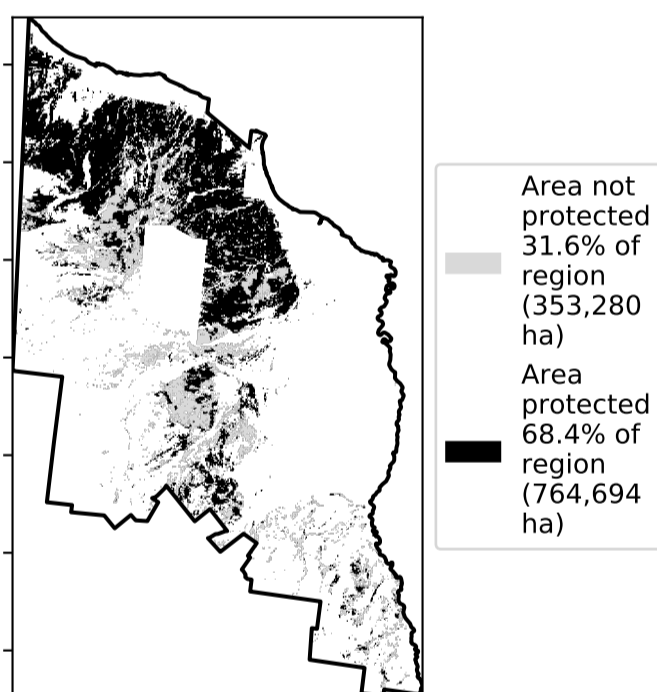 Area not
protected
31.6% of
region
(353,280
ha)
Area
protected
68.4% of
region
(764,694
ha)